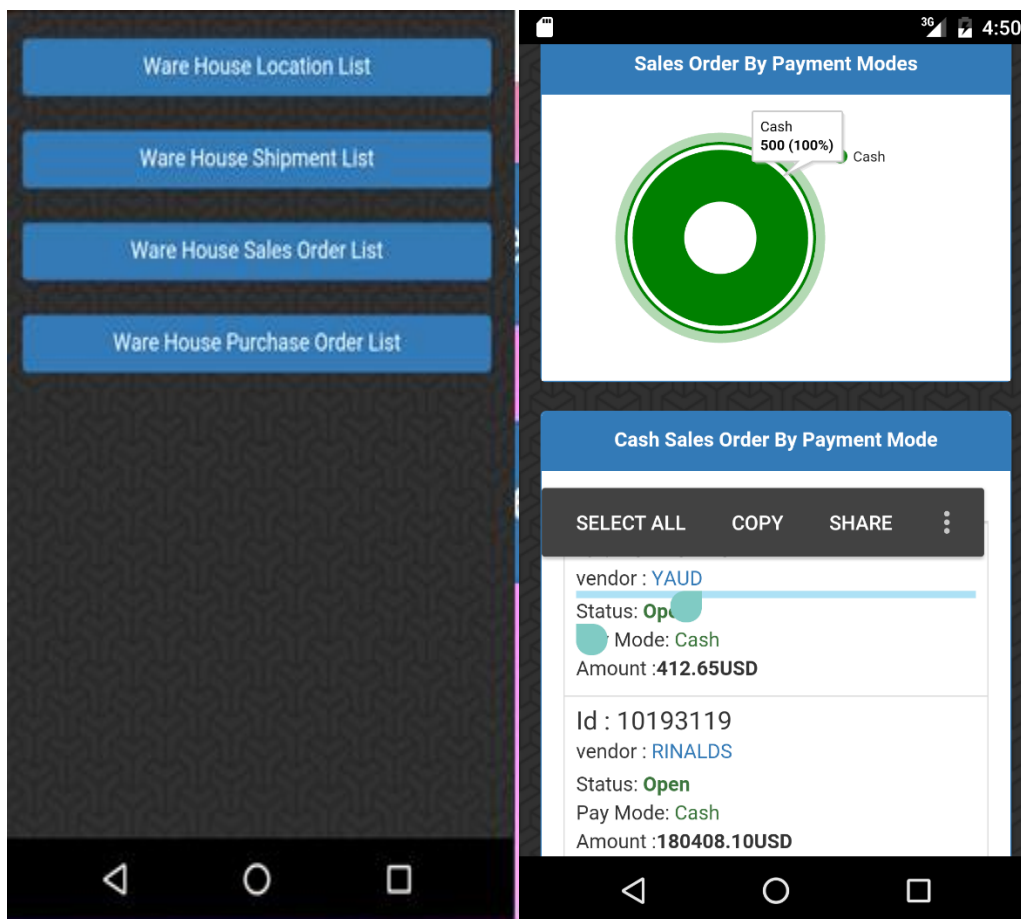 Ware House Location List
Ware House Shipment List
Ware House Sales Order List
Ware House Purchase Order List
3G
4:50
Sales Order By Payment Modes
Cash
500 (100%)
Cash
Cash Sales Order By Payment Mode
SELECT ALL COPY SHARE
vendor : YAUD
Status: Open
Mode: Cash
Amount :412.65USD
Id : 10193119
vendor : RINALDS
Status: Open
Pay Mode: Cash
Amount :180408.10USD